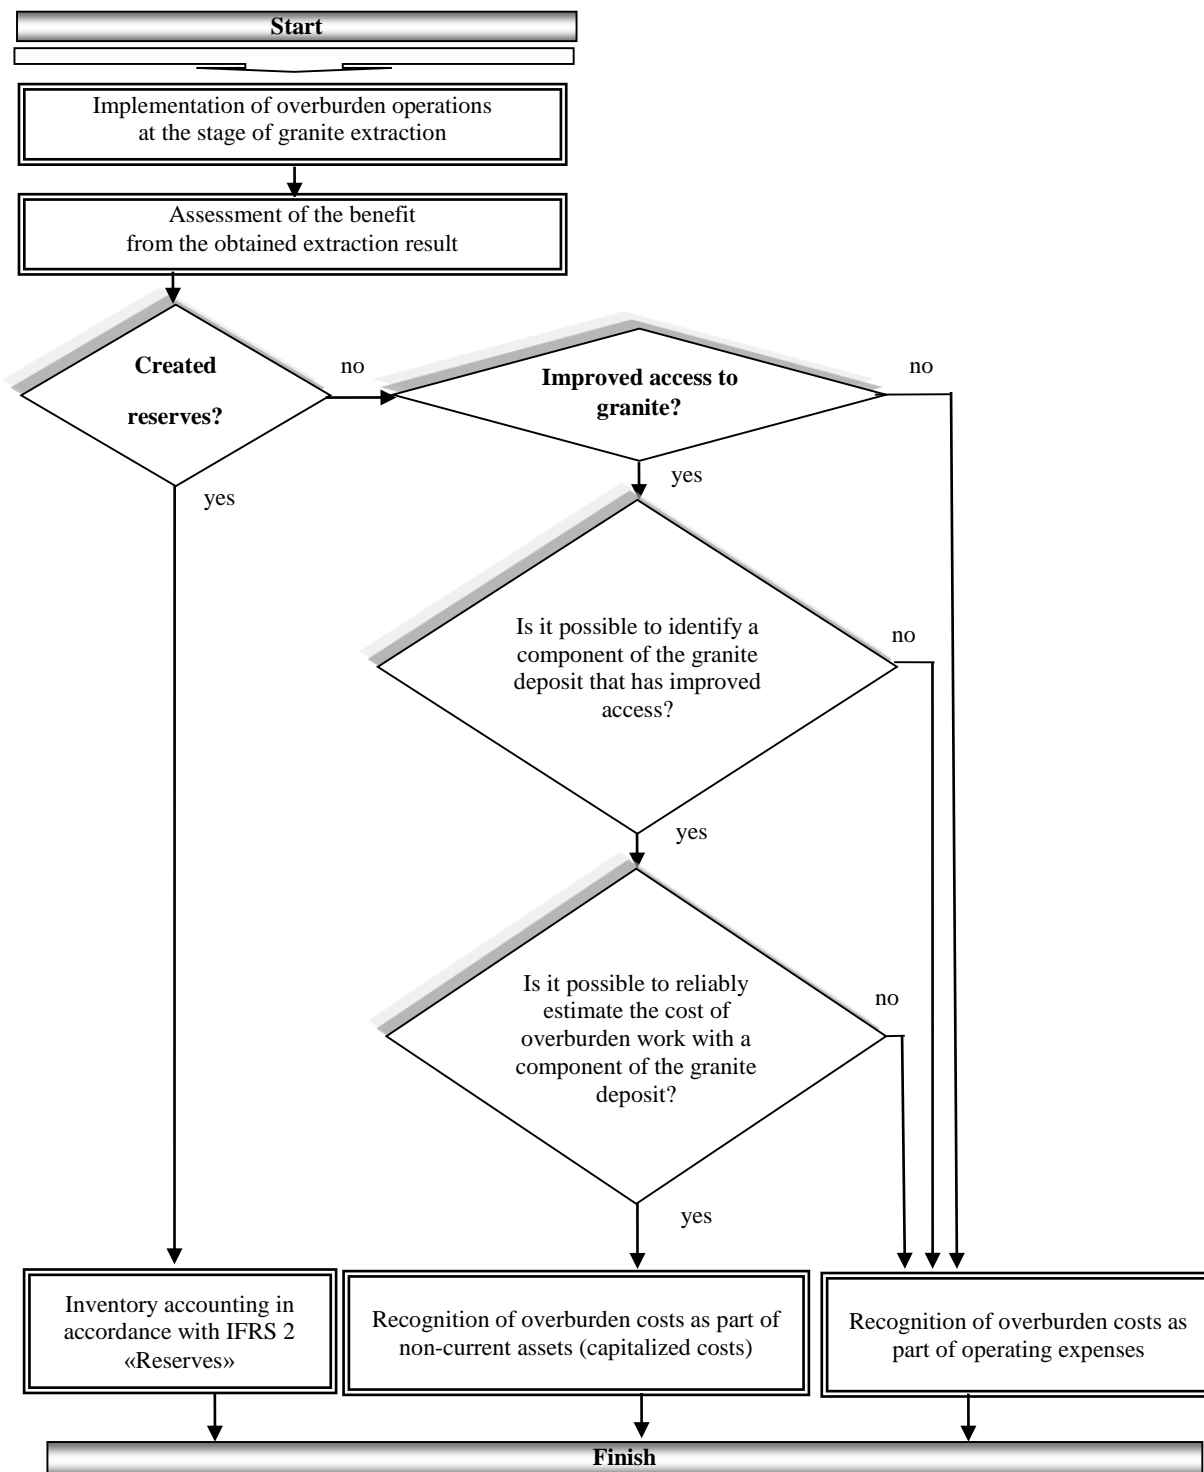 Start
Implementation of overburden operations
at the stage of granite extraction
Assessment of the benefit
from the obtained extraction result
Created
reserves?
no
Improved access to
granite?
no
yes
yes
Is it possible to identify a
component of the granite
deposit that has improved
access?
no
yes
Is it possible to reliably
estimate the cost of
overburden work with a
component of the granite
deposit?
no
yes
Inventory accounting in
accordance with IFRS 2
«Reserves»
Recognition of overburden costs as part of
non-current assets (capitalized costs)
Recognition of overburden costs as
part of operating expenses
Finish